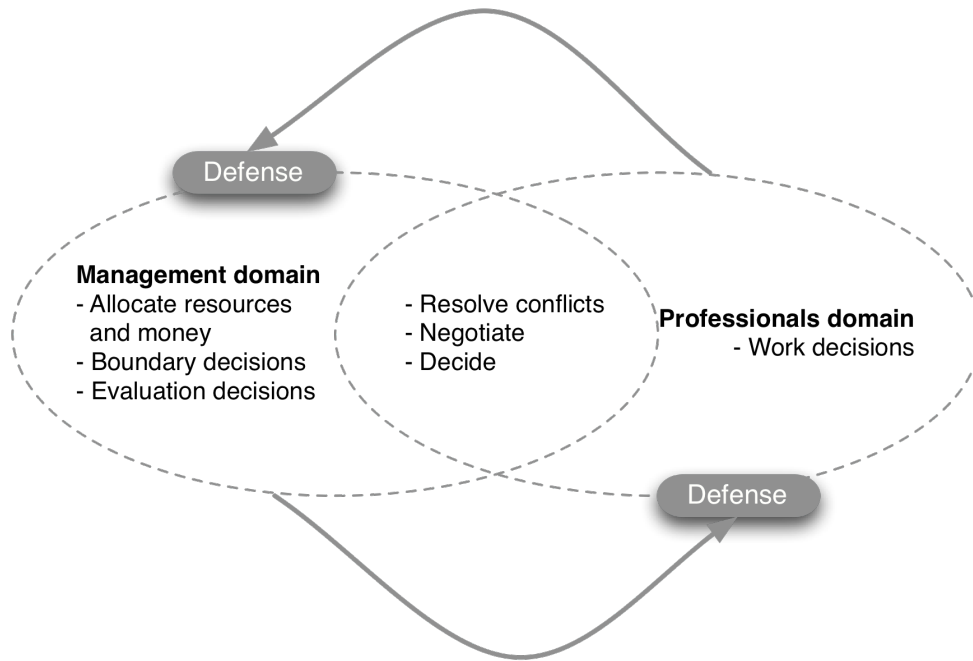 Defense
Management domain
- Allocate resources
and money
- Boundary decisions
- Evaluation decisions
- Resolve conflicts
- Negotiate
- Decide
Professionals domain
- Work decisions
Defense